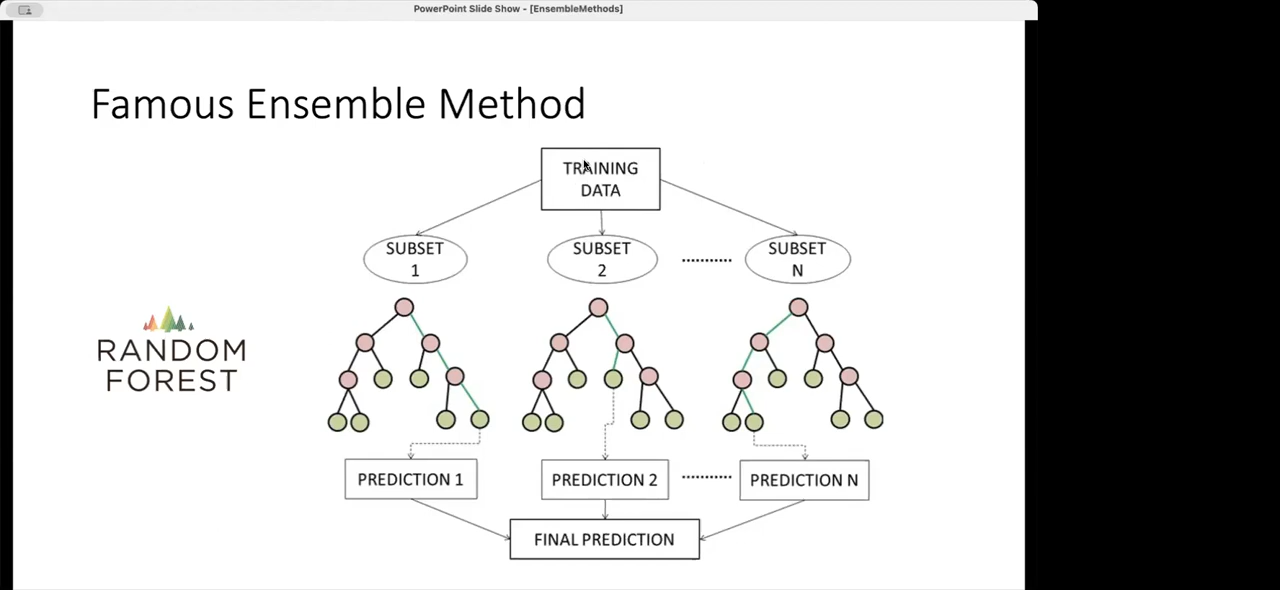 PowerPoint Slide Show - [EnsembleMethods]
Famous Ensemble Method
TRAINING
DATA
SUBSET
1
SUBSET
2
...........
SUBSET
N
RANDOM
FOREST
PREDICTION 1
PREDICTION 2
...........
PREDICTION N
FINAL PREDICTION